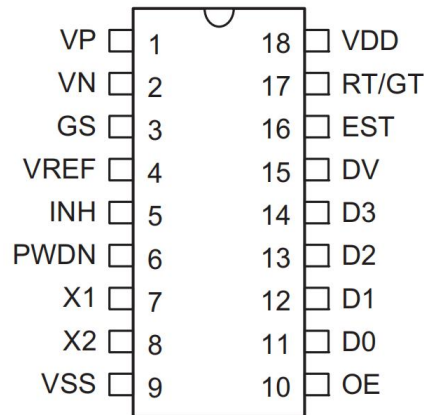 VP 1 18 VDD
VN 2 17 RT/GT
GS 3 16 EST
VREF 4 15 DV
INH 5 14 D3
PWDN 6 13 D2
X1 7 12 D1
X2 8 11 D0
VSS 9 10 OE